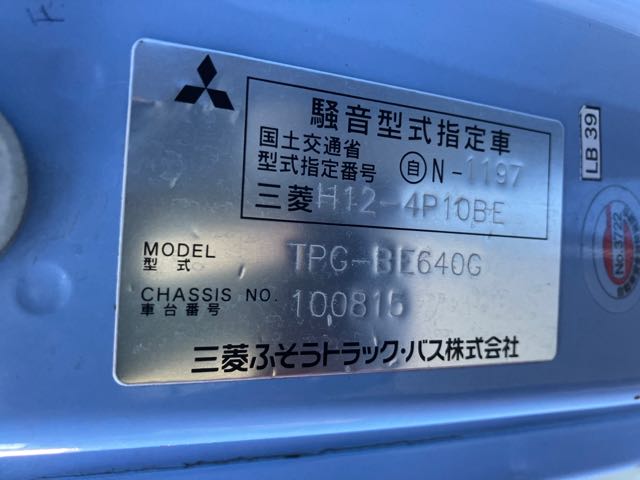 騒音型式指定車
国土交通省
型式指定番号 自 N-1197
三菱 H12-4P10BE
MODEL
型式 TPG-BE640G
CHASSIS NO.
車台番号 100815
三菱ふそうトラック・バス株式会社
LB 39